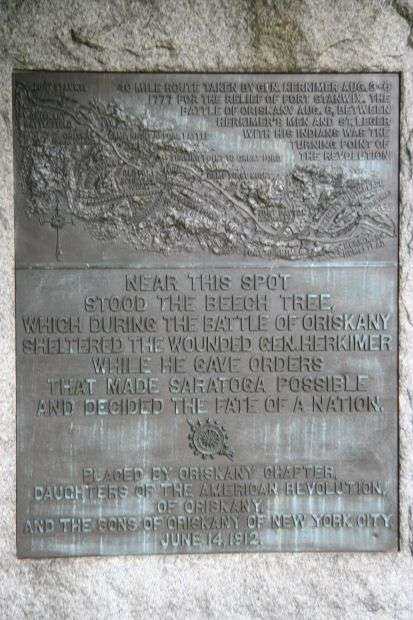 40 MILE ROUTE TAKEN BY GEN. HERKIMER AUG. 3-6
1777 FOR THE RELIEF OF FORT STANWIX. THE
BATTLE OF ORISKANY AUG. 6, BETWEEN
HERKIMER'S MEN AND ST. LEGER
WITH HIS INDIANS WAS THE
TURNING POINT OF
THE REVOLUTION
NEAR THIS SPOT
STOOD THE BEECH TREE,
WHICH DURING THE BATTLE OF ORISKANY
SHELTERED THE WOUNDED GEN. HERKIMER
WHILE HE GAVE ORDERS
THAT MADE SARATOGA POSSIBLE
AND DECIDED THE FATE OF A NATION.
PLACED BY ORISKANY CHAPTER,
DAUGHTERS OF THE AMERICAN REVOLUTION,
OF ORISKANY,
AND THE SONS OF ORISKANY OF NEW YORK CITY
JUNE 14, 1912.